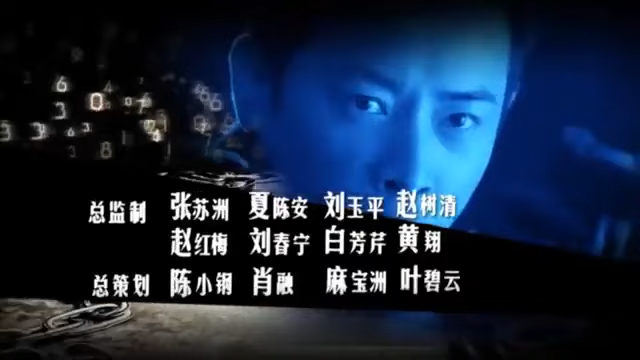 总监制 张苏洲 夏陈安 刘玉平 赵树清
赵红梅 刘春宁 白芳芹 黄翔
总策划 陈小钢 肖融 麻宝洲 叶碧云